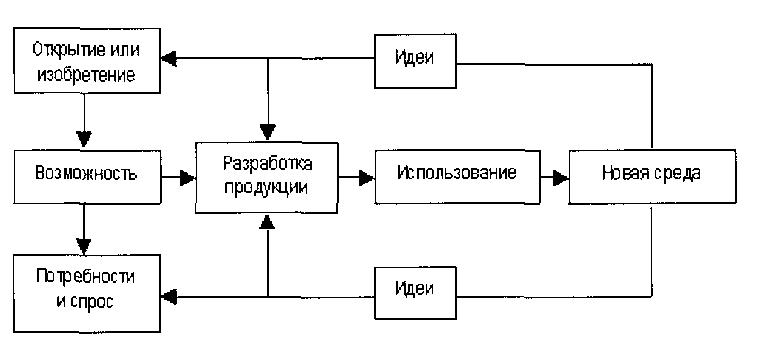 Открытие или
изобретение
Идеи
Возможность
Разработка
продукции
Использование
Новая среда
Потребности
и спрос
Идеи